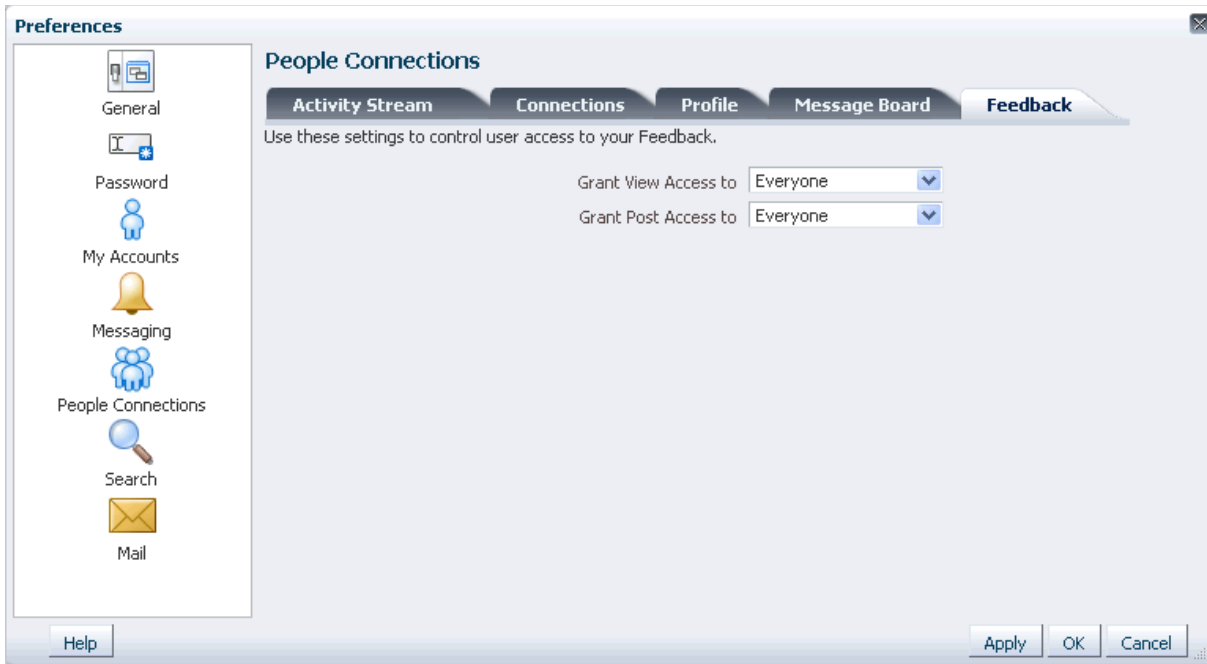 Preferences
General
Password
My Accounts
Messaging
People Connections
Search
Mail
People Connections
Activity Stream Connections Profile Message Board Feedback
Use these settings to control user access to your Feedback.
Grant View Access to Everyone
Grant Post Access to Everyone
Help Apply OK Cancel